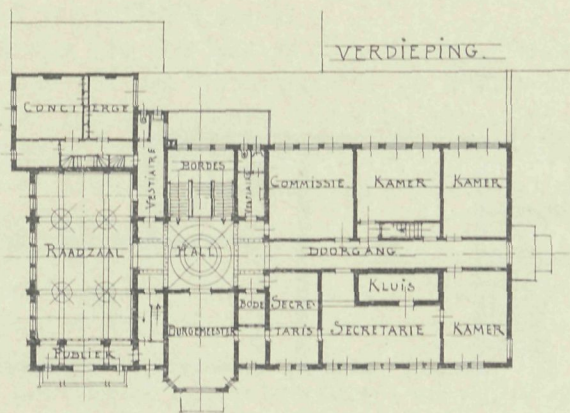 VERDIEPING.
CONCIERGE
VESTIAIRE
BORDES
VESTIAIRE
COMMISSIE.
KAMER
KAMER
RAADZAAL
HALL
DOORGANG
KLUIS
BODE
SECRE-
TARIS
BURGEMEESTER
SECRETARIE
KAMER
PUBLIEK